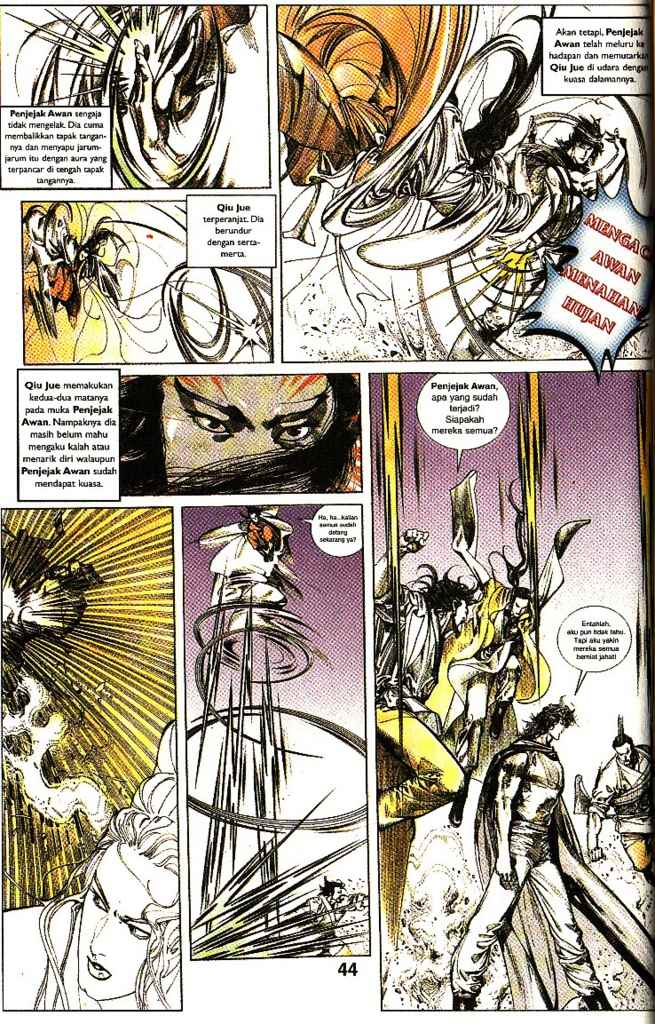 Penjejak Awan sengaja
tidak mengelak. Dia cuma
membalikkan tapak tangan-
nya dan menyapu jarum-
jarum itu dengan aura yang
terpancar di tengah tapak
tangannya.
Akan tetapi, Penjejak
Awan telah meluru ke
hadapan dan memutarkan
Qiu Jue di udara dengan
kuasa dalamannya.
MENGAC
AWAN
MENAHAN
HUJAN
Qiu Jue
terperanjat. Dia
berundur
dengan serta-
merta.
Qiu Jue memakukan
kedua-dua matanya
pada muka Penjejak
Awan. Nampaknya dia
masih belum mahu
mengaku kalah atau
menarik diri walaupun
Penjejak Awan sudah
mendapat kuasa.
Ha, ha...kalian
semua sudah
datang
sekarang ya?
Penjejak Awan,
apa yang sudah
terjadi?
Siapakah
mereka semua?
Entahlah,
aku pun tidak tahu.
Tapi aku yakin
mereka semua
berniat jahat!
44